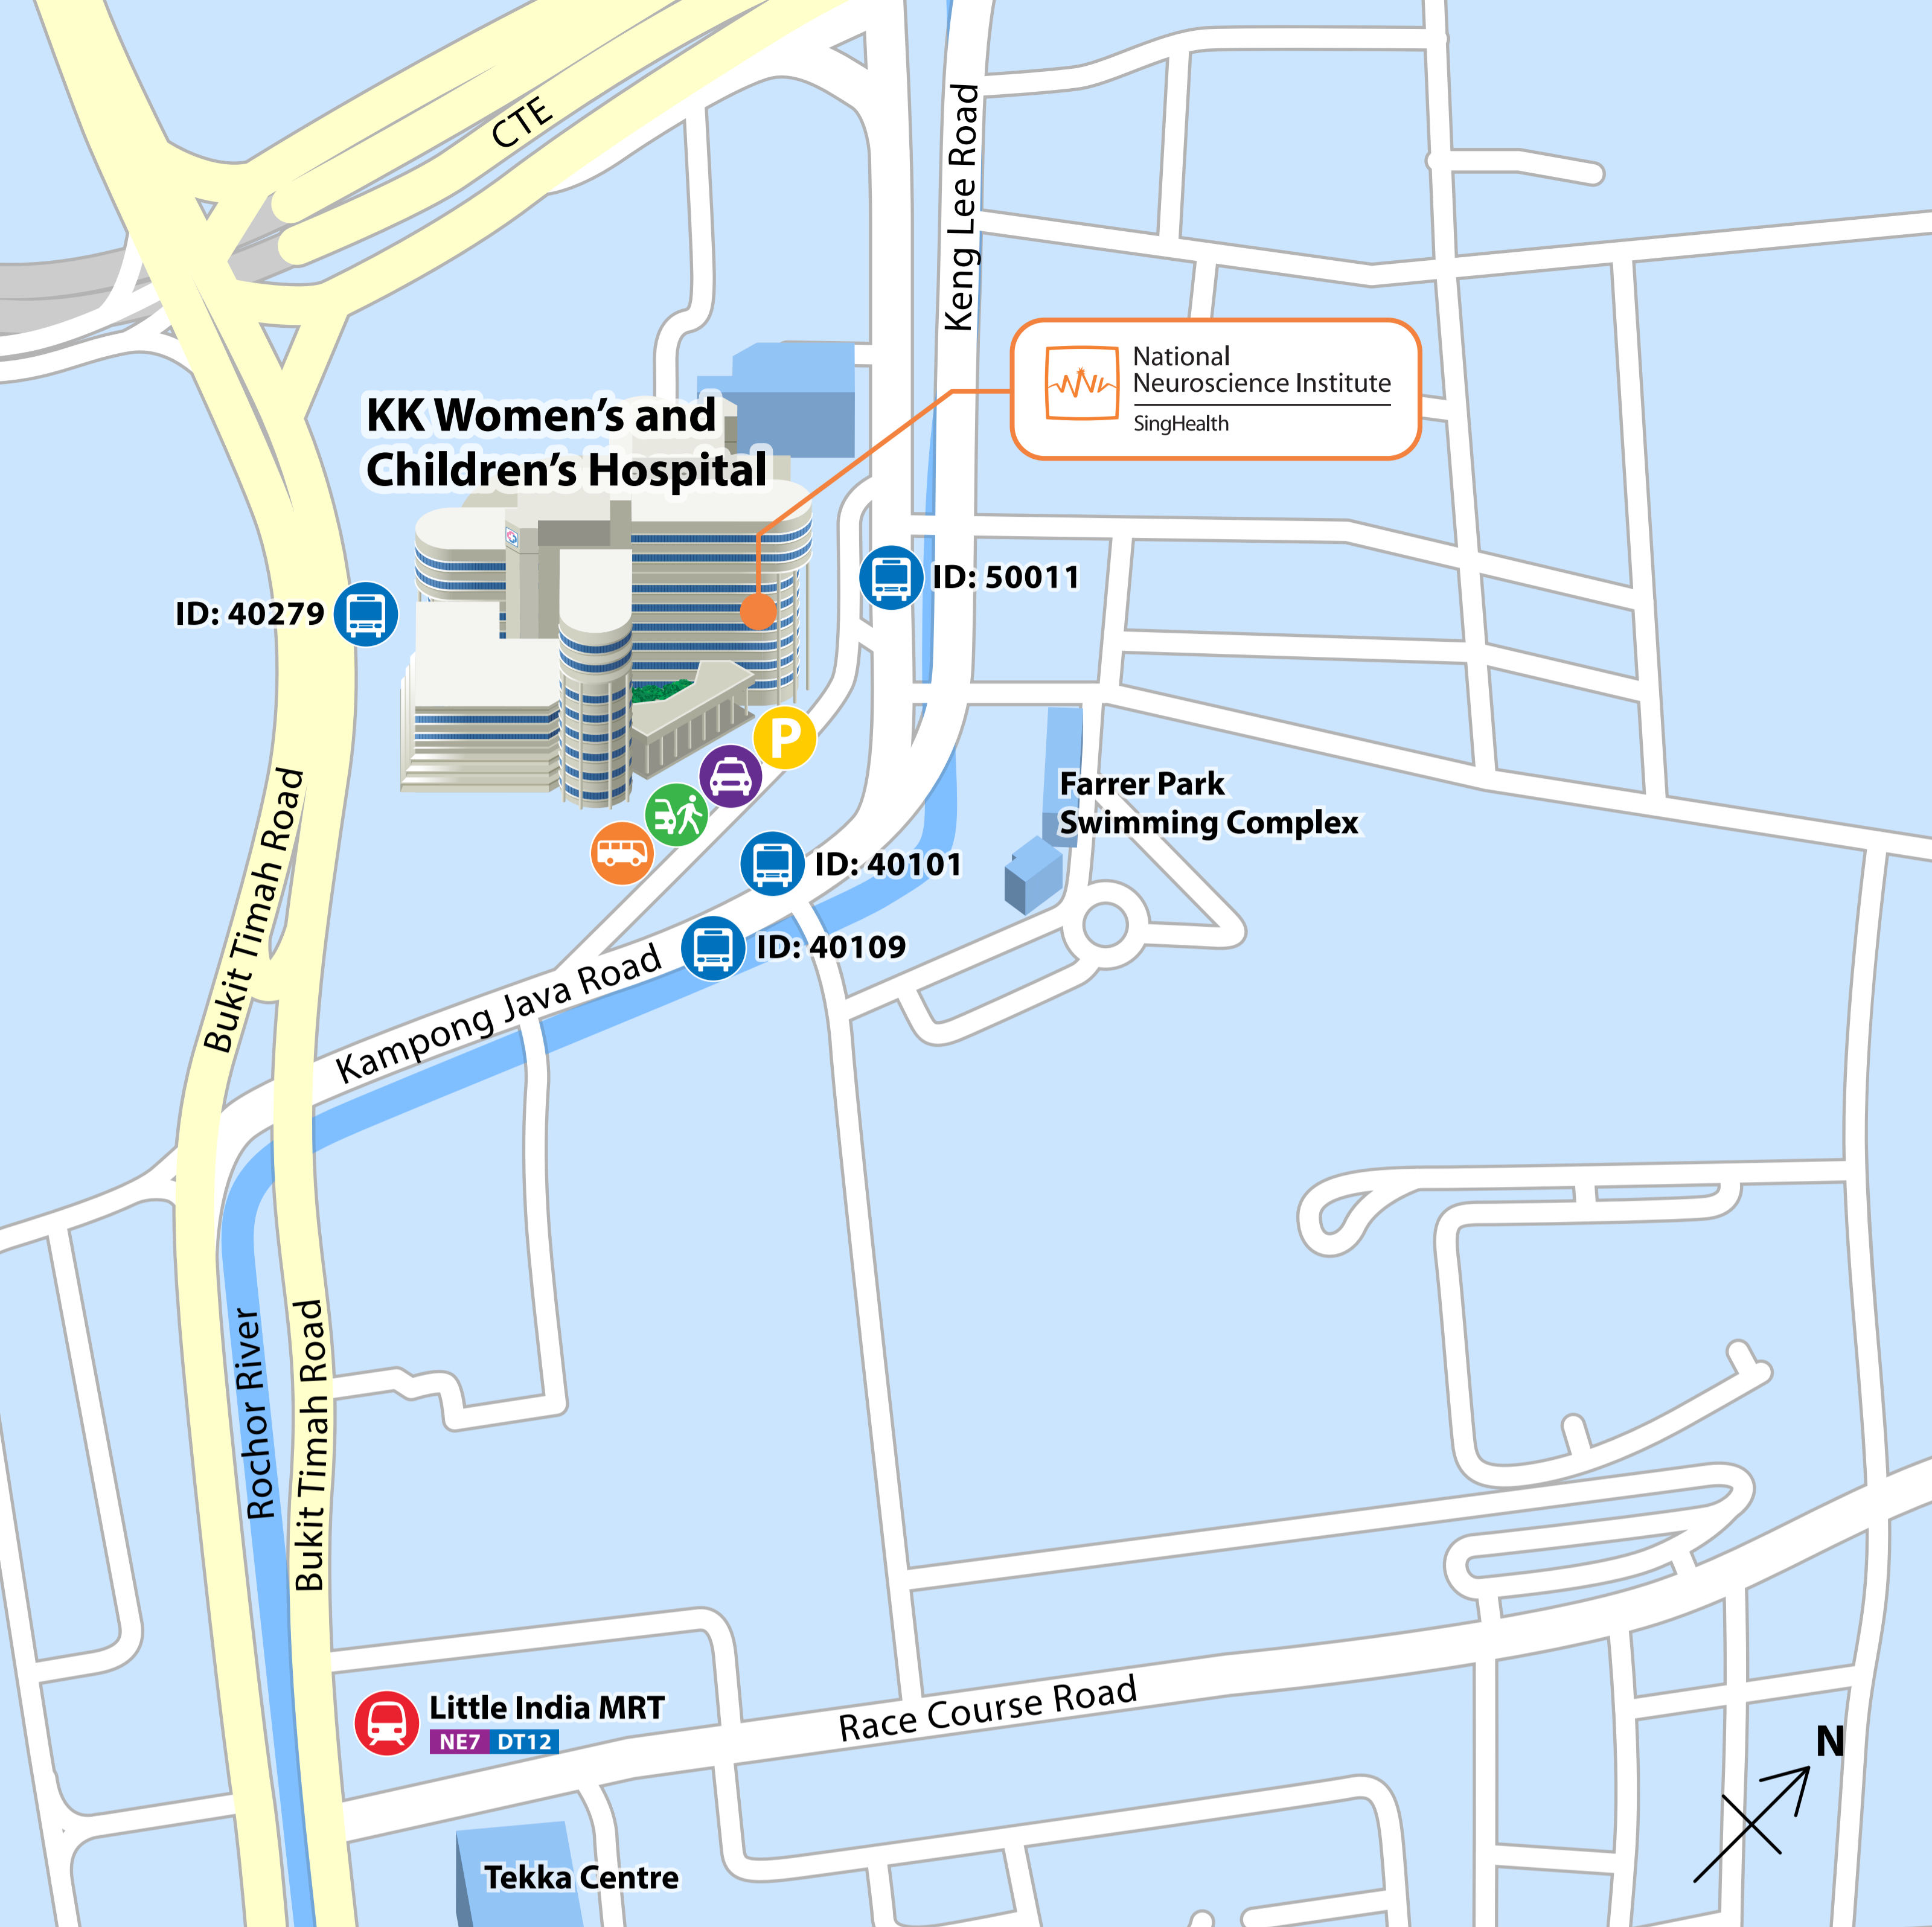 CTE
Keng Lee Road
National
Neuroscience Institute
SingHealth
KK Women’s and
Children’s Hospital
ID: 50011
ID: 40279
P
Farrer Park
Swimming Complex
Bukit Timah Road
ID: 40101
ID: 40109
Kampong Java Road
Rochor River
Bukit Timah Road
Little India MRT
NE7 DT12
Race Course Road
N
Tekka Centre